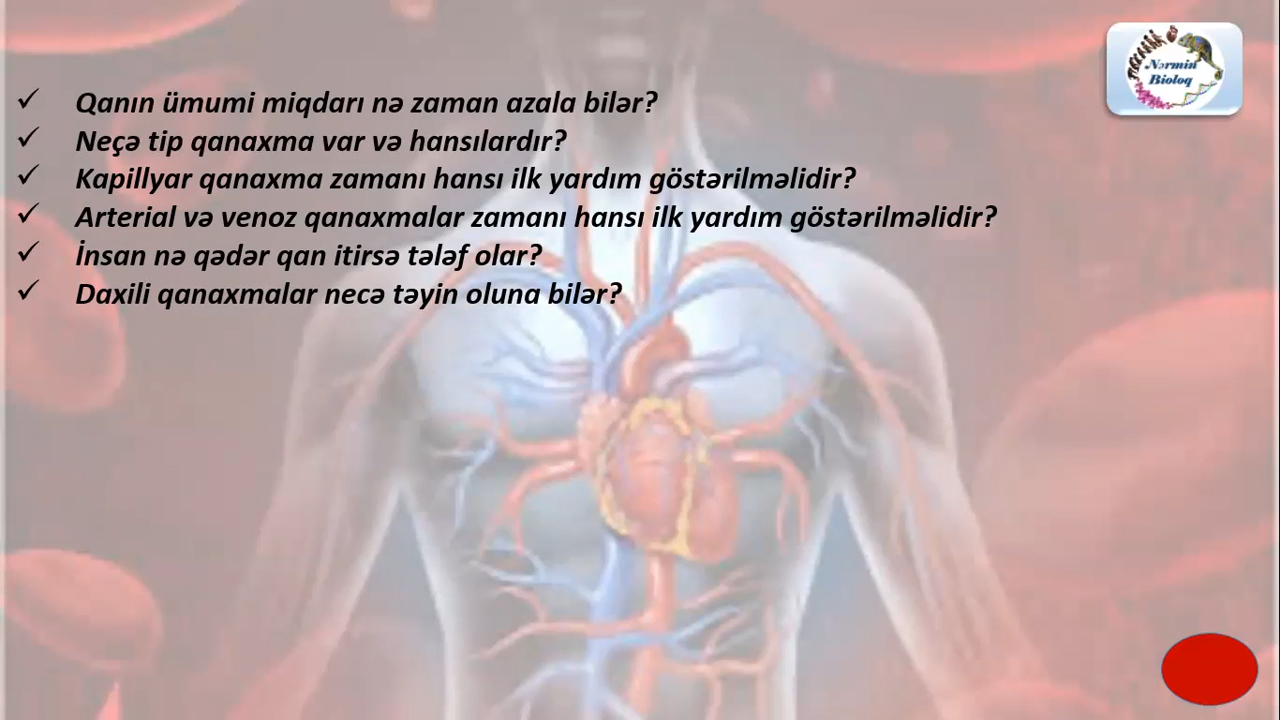 Nərmin
Bioloq
✓ Qanın ümumi miqdarı nə zaman azala bilər?
✓ Neçə tip qanaxma var və hansılardır?
✓ Kapillyar qanaxma zamanı hansı ilk yardım göstərilməlidir?
✓ Arterial və venoz qanaxmalar zamanı hansı ilk yardım göstərilməlidir?
✓ İnsan nə qədər qan itirsə tələf olar?
✓ Daxili qanaxmalar necə təyin oluna bilər?